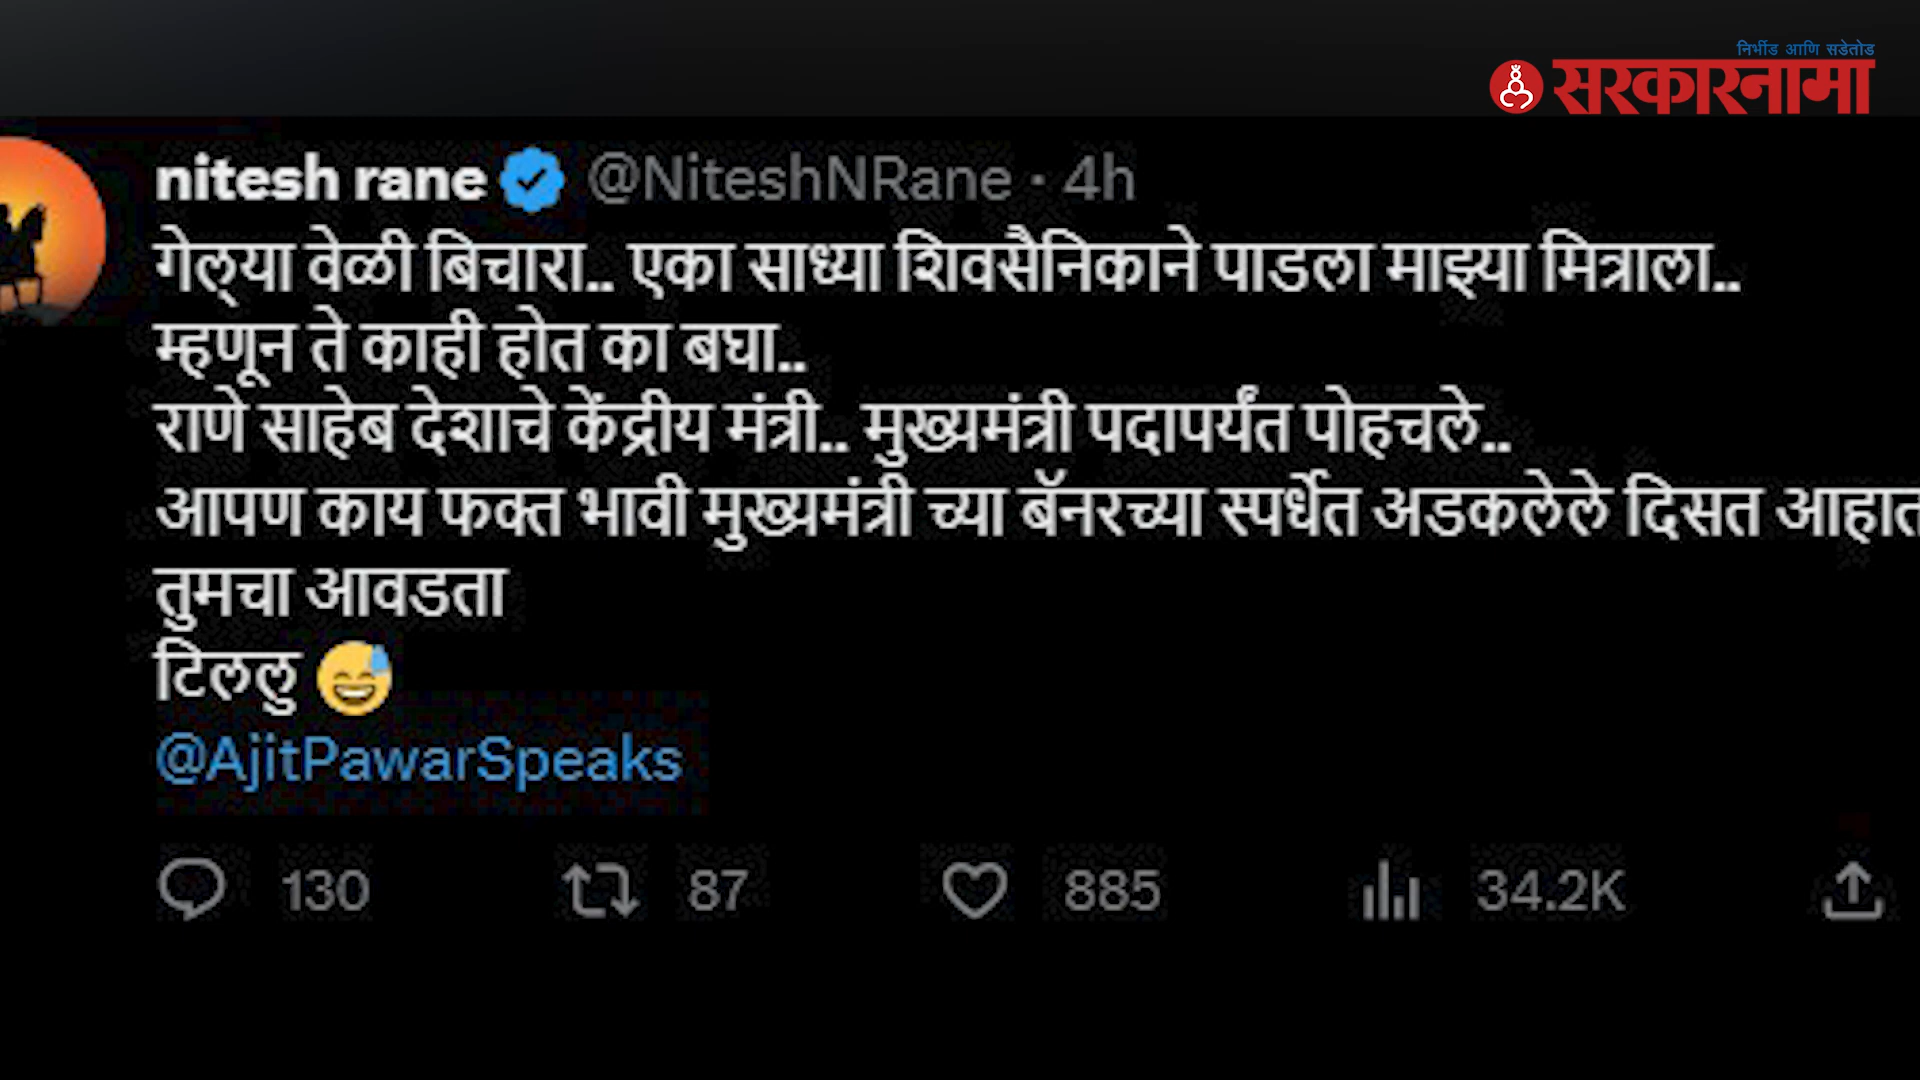 निर्भीड आणि सडेतोड
सरकारनामा
nitesh rane @NiteshNRane · 4h
गेल्या वेळी बिचारा.. एका साध्या शिवसैनिकाने पाडला माझ्या मित्राला..
म्हणून ते काही होत का बघा..
राणे साहेब देशाचे केंद्रीय मंत्री.. मुख्यमंत्री पदापर्यंत पोहचले..
आपण काय फक्त भावी मुख्यमंत्री च्या बॅनरच्या स्पर्धेत अडकलेले दिसत आहात
तुमचा आवडता
टिललु 😅
@AjitPawarSpeaks
130 87 885 34.2K